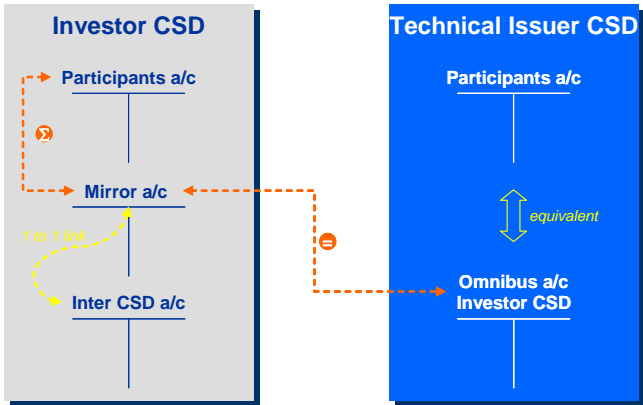 Investor CSD
Participants a/c
Σ
Mirror a/c
1 to 1 link
Inter CSD a/c
=
Technical Issuer CSD
Participants a/c
equivalent
Omnibus a/c
Investor CSD